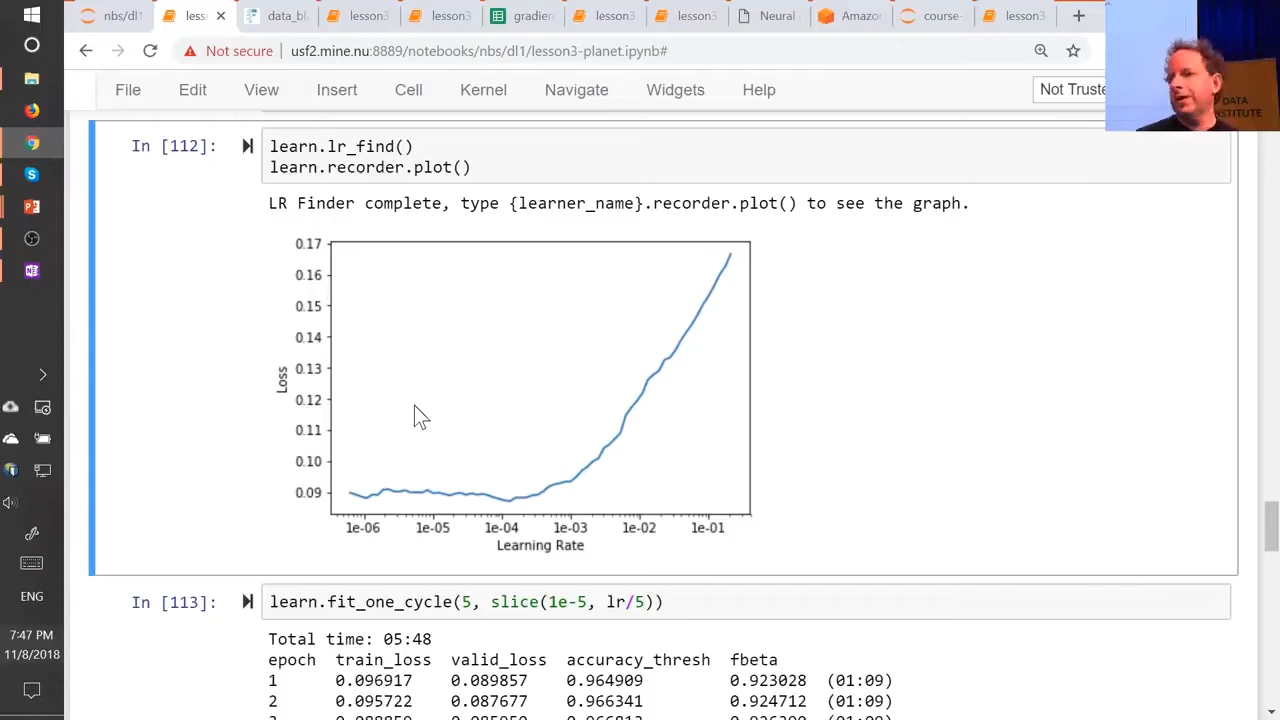 nbs/dl1
less
data_bl
lesson3
lesson3
gradien
lesson3
lesson3
Neural
Amazo
course-
lesson3
Not secure usf2.mine.nu:8889/notebooks/nbs/dl1/lesson3-planet.ipynb#
File Edit View Insert Cell Kernel Navigate Widgets Help Not Truste
DATA
NSTITUTE
In [112]: learn.lr_find()
learn.recorder.plot()
LR Finder complete, type {learner_name}.recorder.plot() to see the graph.
0.17
0.16
0.15
0.14
0.13
0.12
0.11
0.10
0.09
Loss
1e-06 1e-05 1e-04 1e-03 1e-02 1e-01
Learning Rate
In [113]: learn.fit_one_cycle(5, slice(1e-5, lr/5))
Total time: 05:48
epoch train_loss valid_loss accuracy_thresh fbeta
1 0.096917 0.089857 0.964909 0.923028 (01:09)
2 0.095722 0.087677 0.966341 0.924712 (01:09)
ENG
7:47 PM
11/8/2018